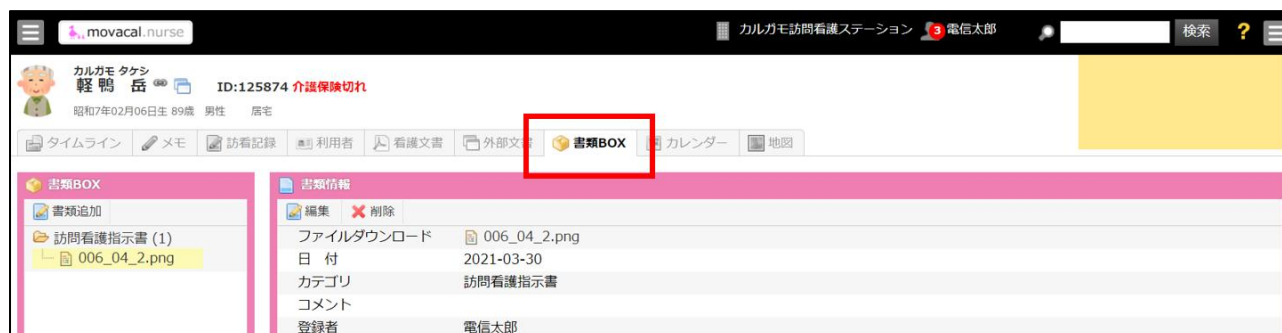 movacal.nurse
カルガモ訪問看護ステーション 3 電信太郎 検索 ?
カルガモ タケシ
軽鴨 岳 ID:125874 介護保険切れ
昭和7年02月06日生 89歳 男性 居宅
タイムライン メモ 訪看記録 利用者 看護文書 外部文書 書類BOX カレンダー 地図
書類BOX
書類追加
訪問看護指示書 (1)
006_04_2.png
書類情報
編集 削除
ファイルダウンロード 006_04_2.png
日 付 2021-03-30
カテゴリ 訪問看護指示書
コメント
登録者 電信太郎